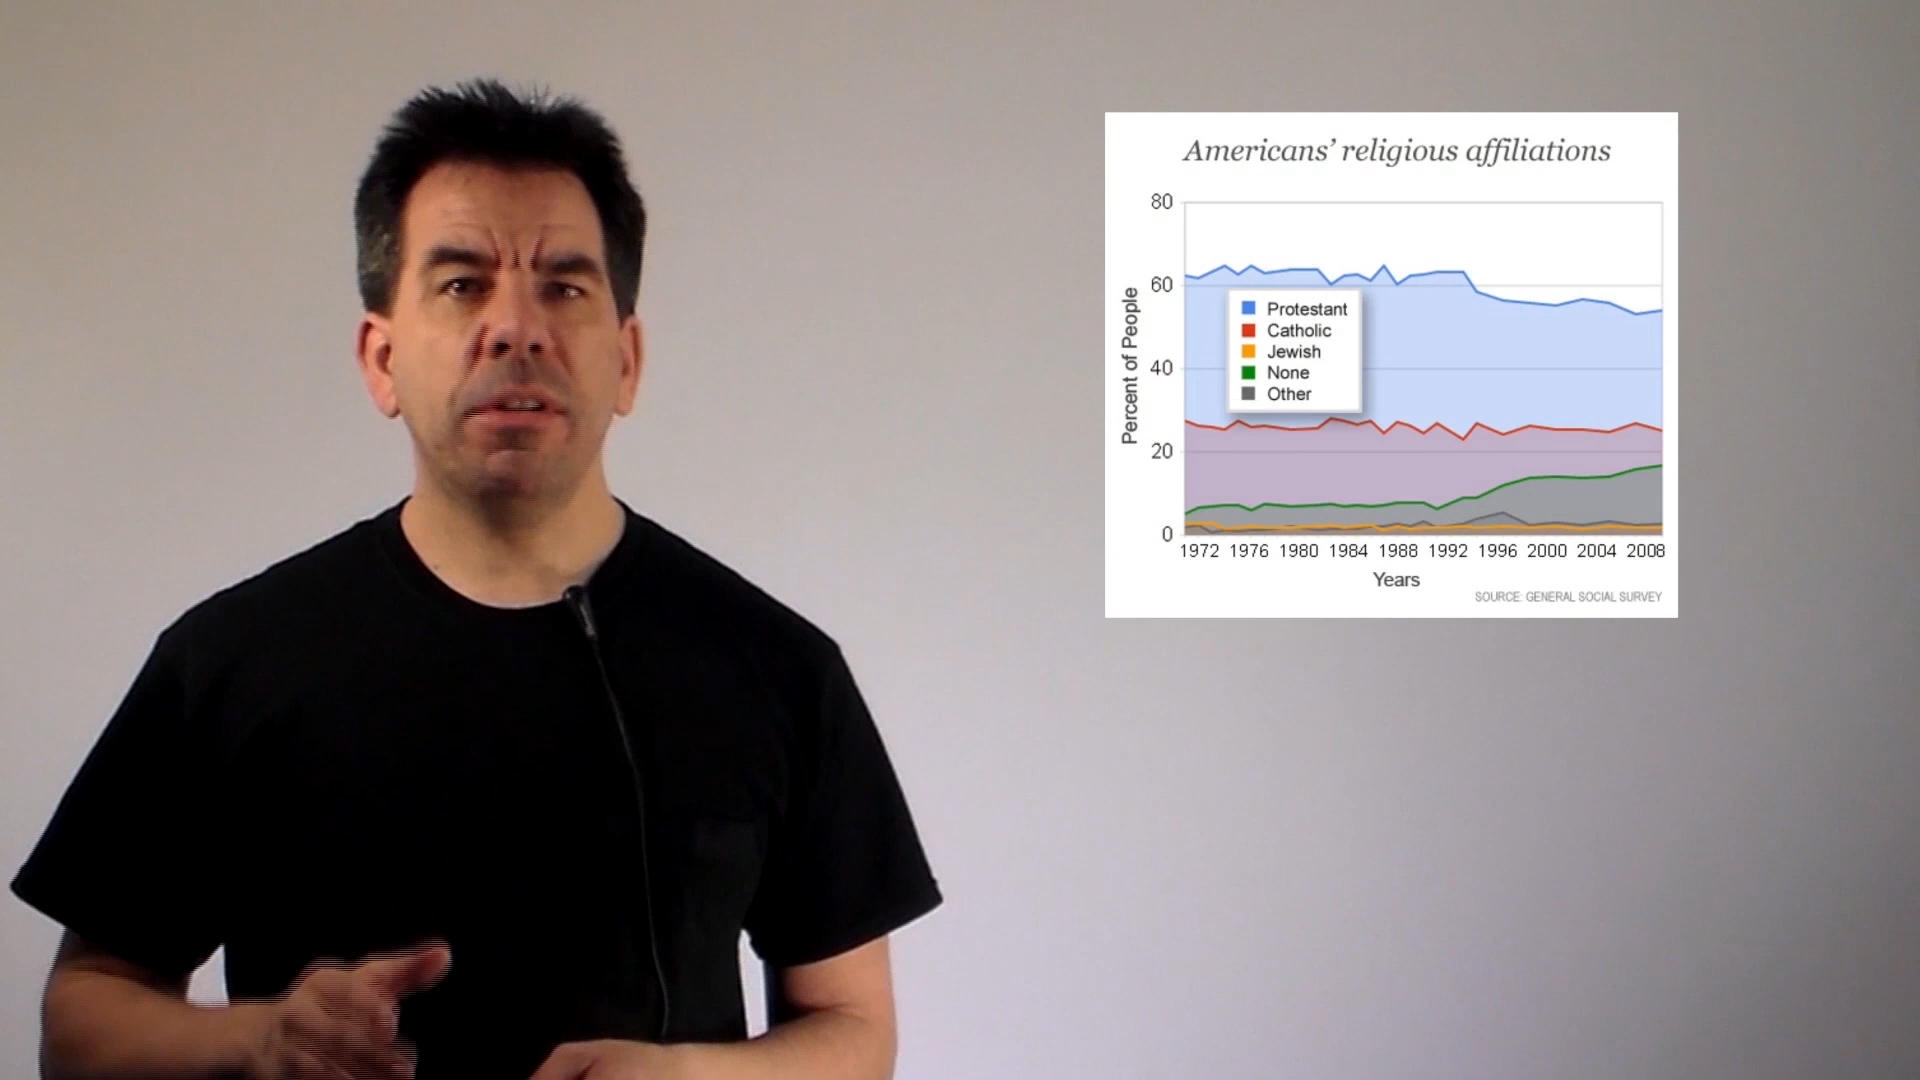 Americans’ religious affiliations
80
60
40
20
0
Percent of People
Protestant
Catholic
Jewish
None
Other
1972 1976 1980 1984 1988 1992 1996 2000 2004 2008
Years
SOURCE: GENERAL SOCIAL SURVEY